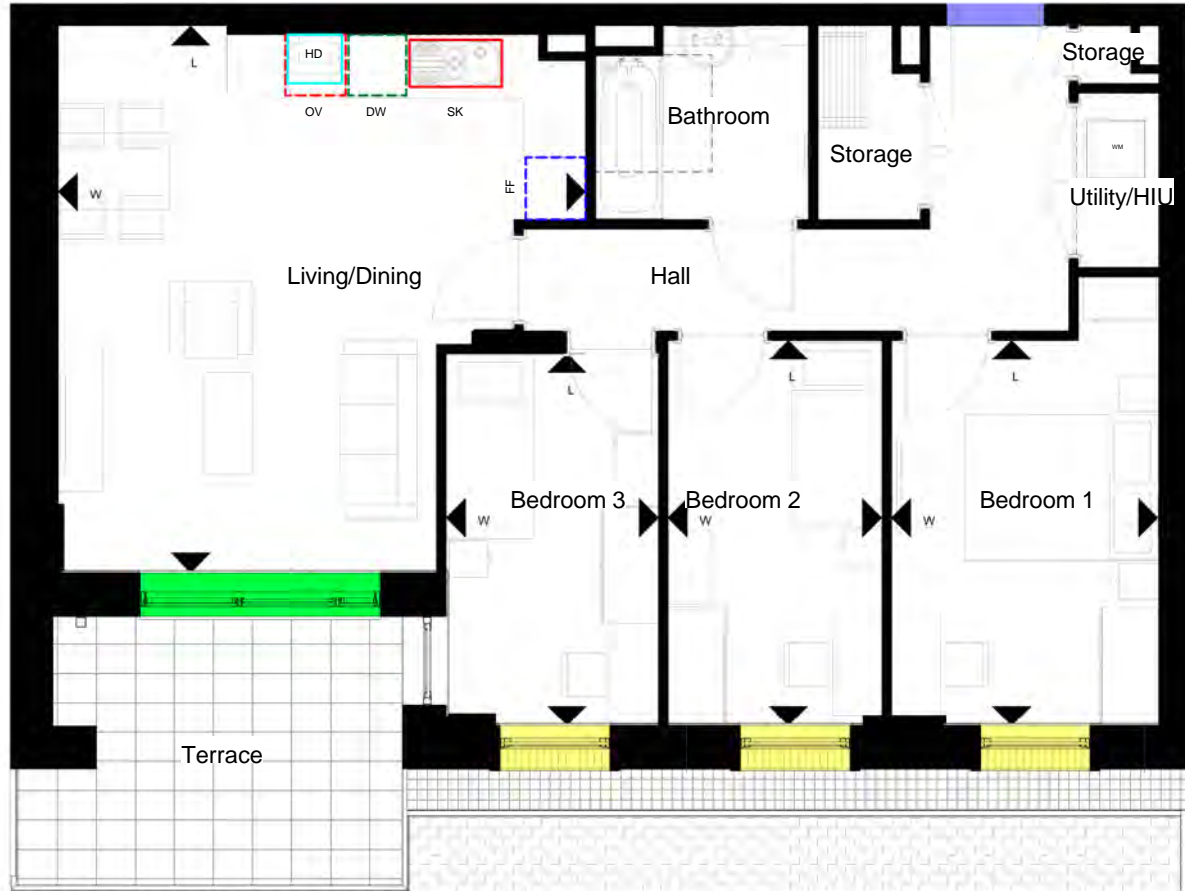 HD
L
Storage
OV
DW
SK
Bathroom
Storage
WM
FF
W
Utility/HIU
Living/Dining
Hall
L
L
L
Bedroom 3
Bedroom 2
Bedroom 1
W
W
W
Terrace